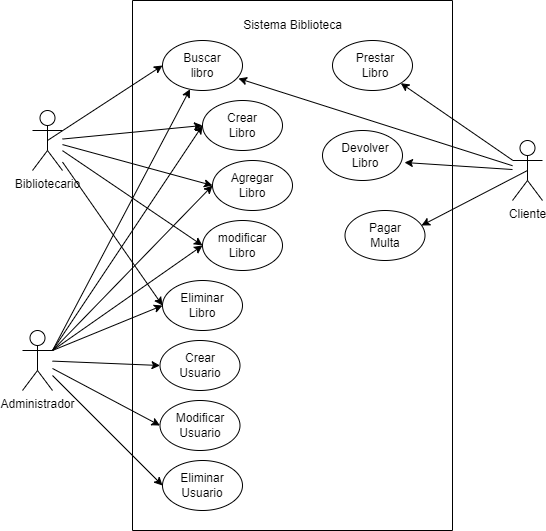 Sistema Biblioteca
Buscar
libro
Prestar
Libro
Crear
Libro
Bibliotecario
Devolver
Libro
Agregar
Libro
Cliente
modificar
Libro
Pagar
Multa
Eliminar
Libro
Crear
Usuario
Administrador
Modificar
Usuario
Eliminar
Usuario